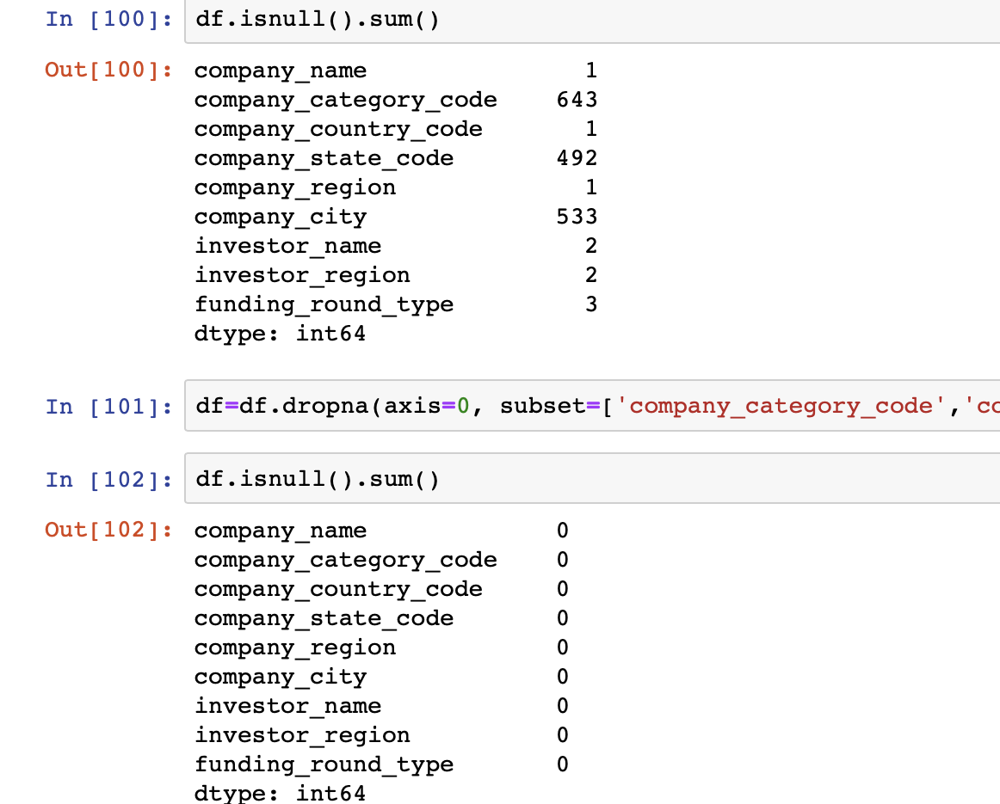 In [100]: df.isnull().sum()
Out[100]: company_name 1
company_category_code 643
company_country_code 1
company_state_code 492
company_region 1
company_city 533
investor_name 2
investor_region 2
funding_round_type 3
dtype: int64
In [101]: df=df.dropna(axis=0, subset=['company_category_code','co
In [102]: df.isnull().sum()
Out[102]: company_name 0
company_category_code 0
company_country_code 0
company_state_code 0
company_region 0
company_city 0
investor_name 0
investor_region 0
funding_round_type 0
dtype: int64